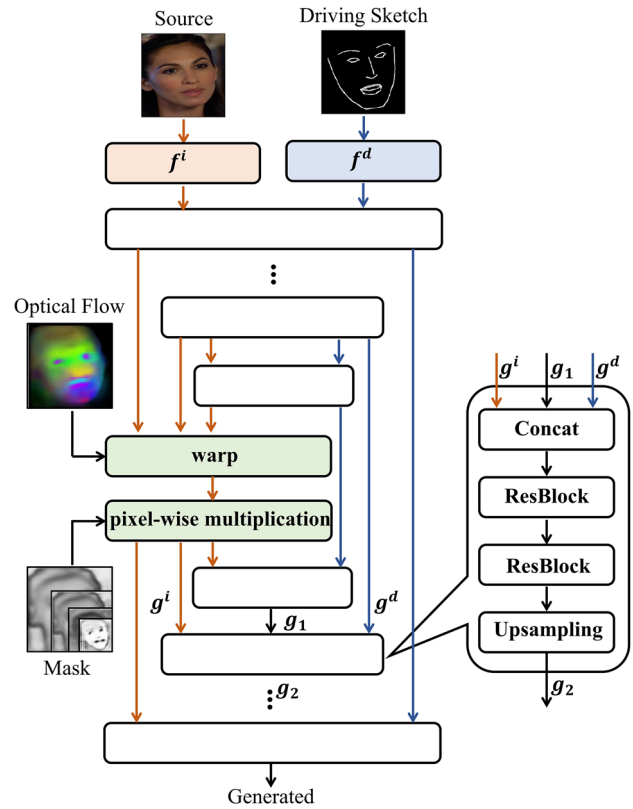 Source
Driving Sketch
f^i
f^d
Optical Flow
g^i
g_1
g^d
Concat
warp
ResBlock
pixel-wise multiplication
ResBlock
g^i
g^d
g_1
Upsampling
Mask
g_2
g_2
Generated